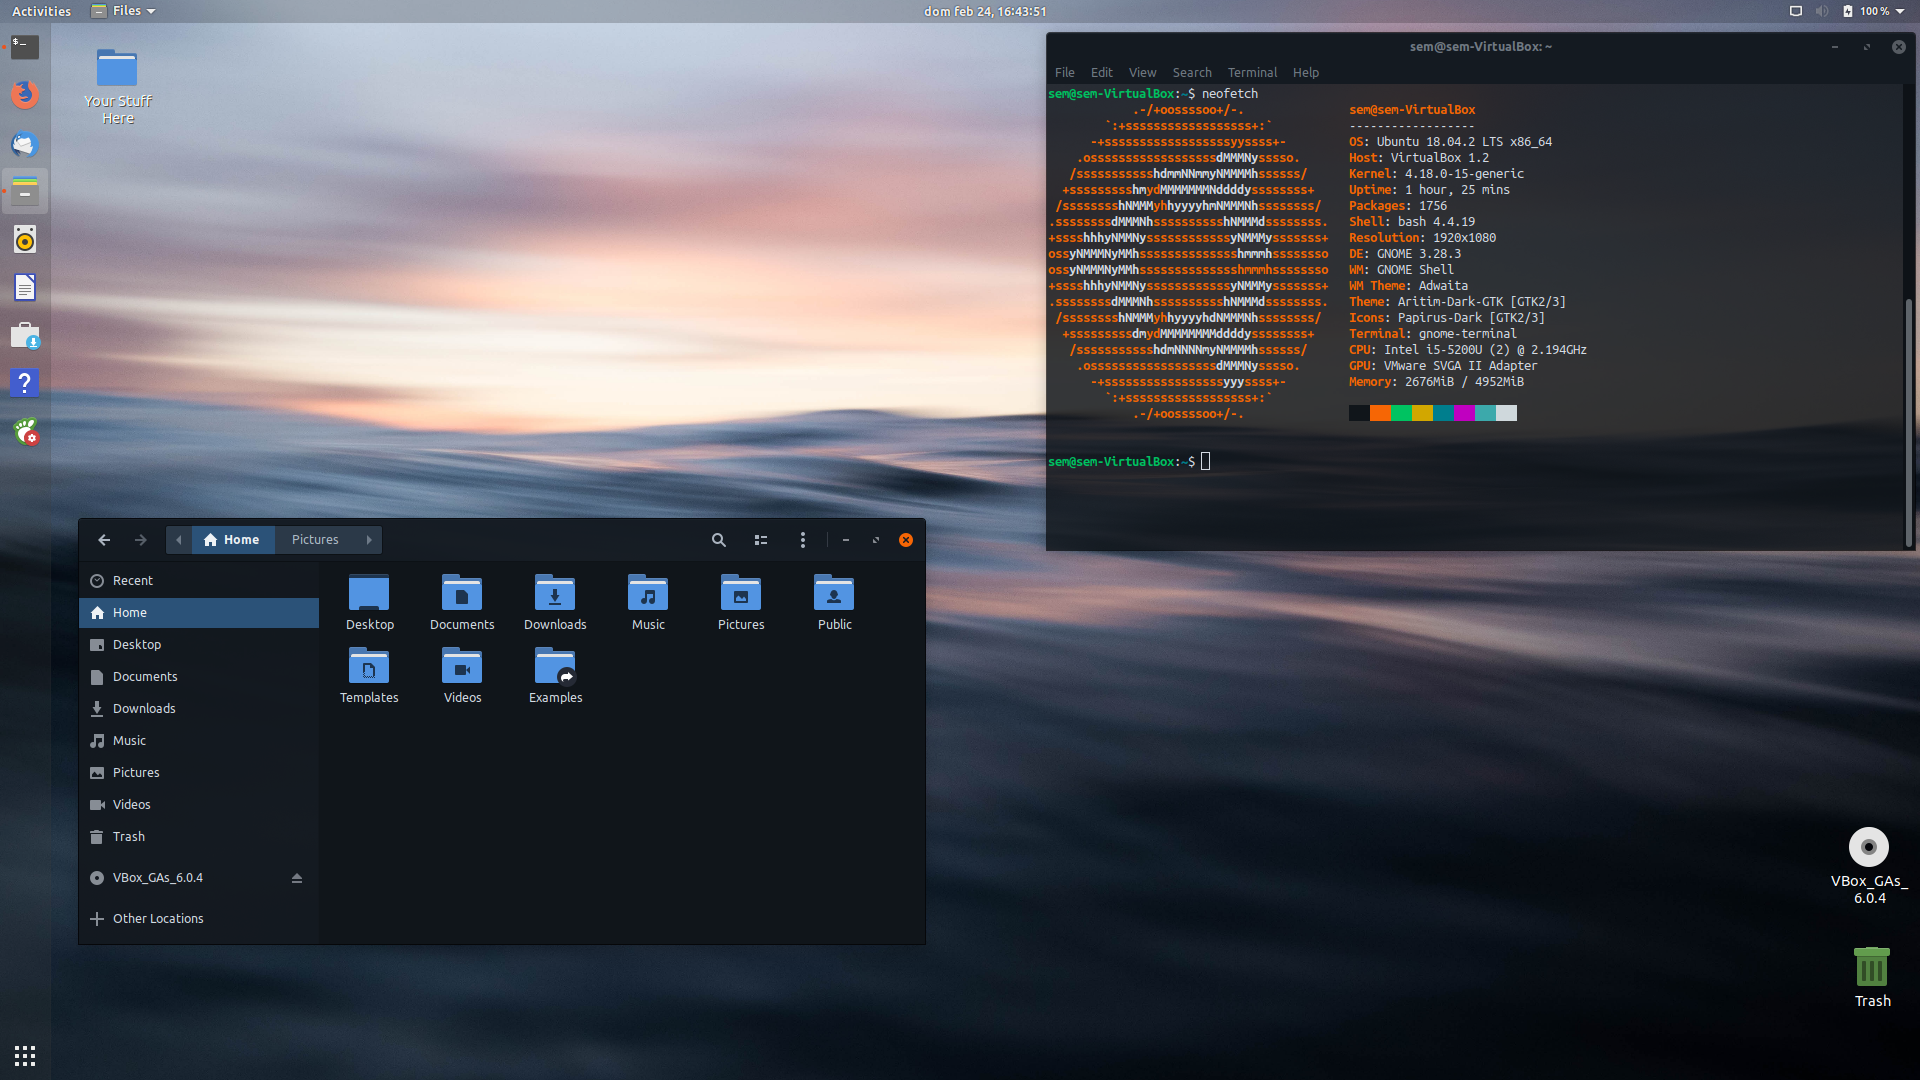 Activities
Files
dom feb 24, 16:43:51
100 %
Your Stuff
Here
sem@sem-VirtualBox: ~
File Edit View Search Terminal Help
sem@sem-VirtualBox:~$ neofetch
.-/+oossssoo+/-.
`:+ssssssssssssssssss+:`
-+ssssssssssssssssssyyssss+-
.ossssssssssssssssssdMMMNysssso.
/ssssssssssshdmmNNmmyNMMMMhssssss/
+ssssssssshmydMMMMMMMNddddyssssssss+
/sssssssshNMMMyhhyyyyhmNMMMNhssssssss/
.ssssssssdMMMNhsssssssssshNMMMdssssssss.
+sssshhhyNMMNyssssssssssssyNMMMysssssss+
ossyNMMMNyMMhsssssssssssssshmmmhssssssso
ossyNMMMNyMMhsssssssssssssshmmmhssssssso
+sssshhhyNMMNyssssssssssssyNMMMysssssss+
.ssssssssdMMMNhsssssssssshNMMMdssssssss.
/sssssssshNMMMyhhyyyyhdNMMMNhssssssss/
+sssssssssdmydMMMMMMMMddddyssssssss+
/ssssssssssshdmNNNNmyNMMMMhssssss/
.ossssssssssssssssssdMMMNysssso.
-+sssssssssssssssssyyyssss+-
`:+ssssssssssssssssss+:`
.-/+oossssoo+/-.
sem@sem-VirtualBox
------------------
OS: Ubuntu 18.04.2 LTS x86_64
Host: VirtualBox 1.2
Kernel: 4.18.0-15-generic
Uptime: 1 hour, 25 mins
Packages: 1756
Shell: bash 4.4.19
Resolution: 1920x1080
DE: GNOME 3.28.3
WM: GNOME Shell
WM Theme: Adwaita
Theme: Aritim-Dark-GTK [GTK2/3]
Icons: Papirus-Dark [GTK2/3]
Terminal: gnome-terminal
CPU: Intel i5-5200U (2) @ 2.194GHz
GPU: VMware SVGA II Adapter
Memory: 2676MiB / 4952MiB
sem@sem-VirtualBox:~$
Home Pictures
Recent
Home
Desktop
Documents
Downloads
Music
Pictures
Videos
Trash
VBox_GAs_6.0.4
Other Locations
Desktop Documents Downloads Music Pictures Public
Templates Videos Examples
VBox_GAs_
6.0.4
Trash